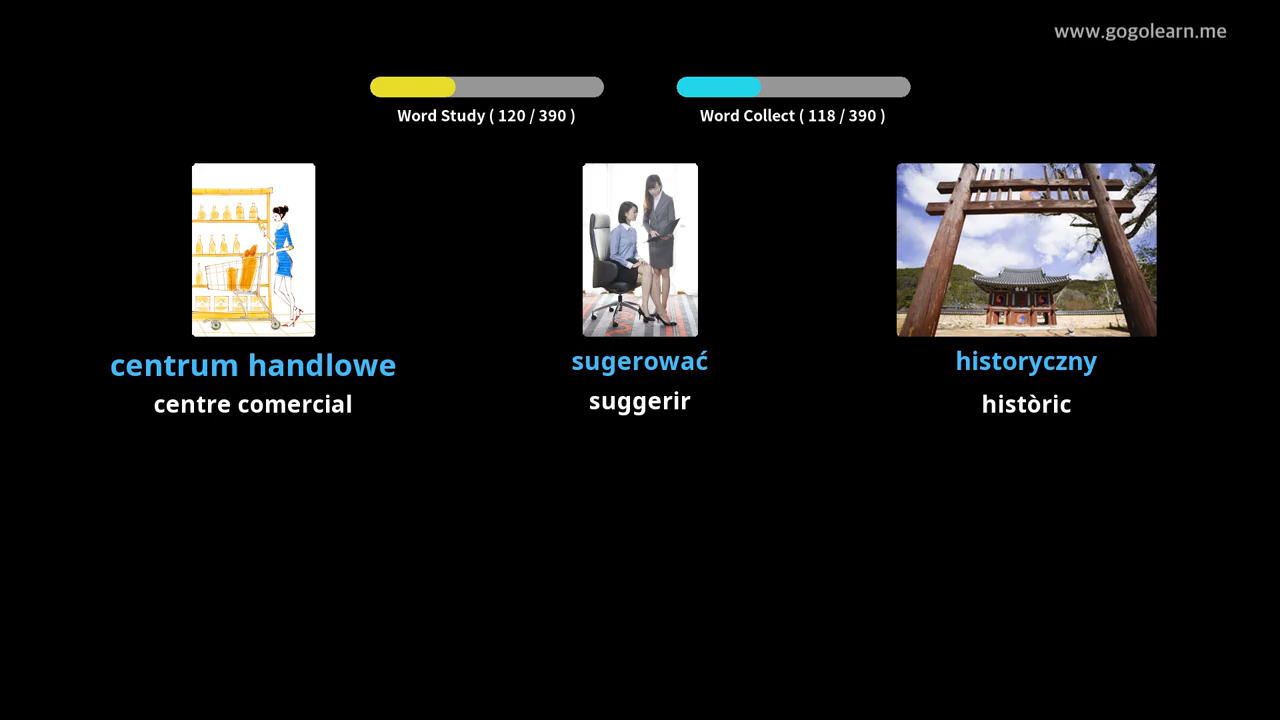 www.gogolearn.me
Word Study ( 120 / 390 )
Word Collect ( 118 / 390 )
centrum handlowe
centre comercial
sugerować
suggerir
historyczny
històric